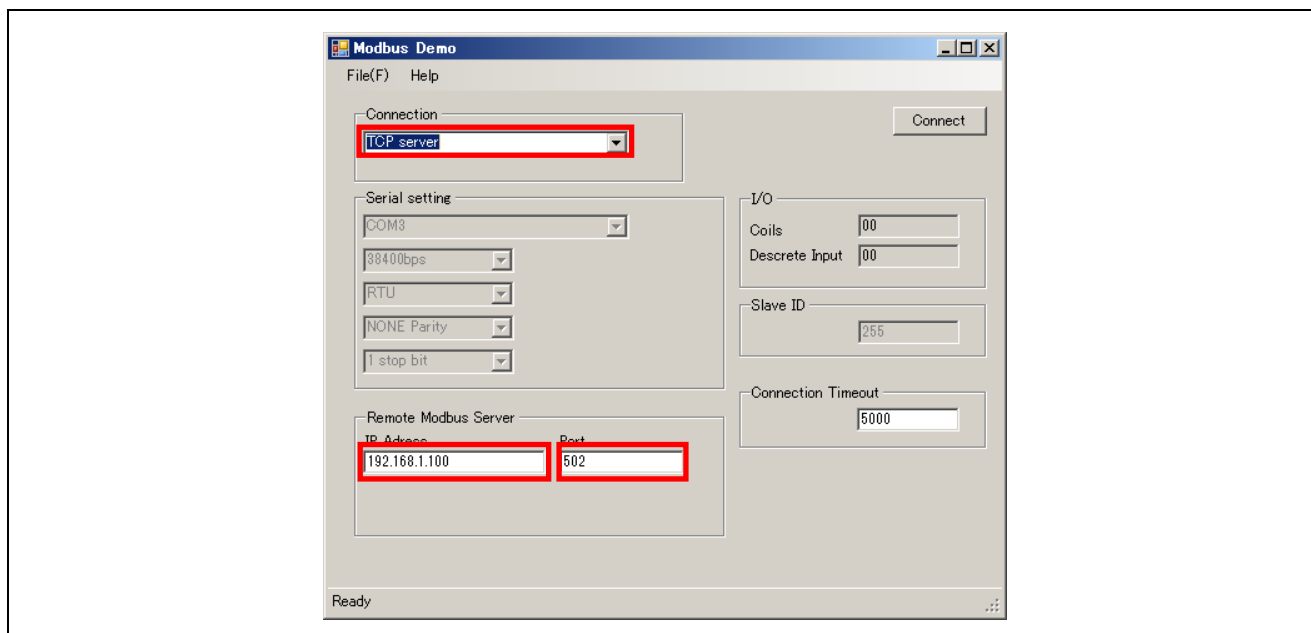 Modbus Demo
File(F) Help
Connection
TCP server
Connect
Serial setting
COM3
38400bps
RTU
NONE Parity
1 stop bit
I/O
Coils 00
Descrete Input 00
Slave ID
255
Connection Timeout
5000
Remote Modbus Server
IP Adress Port
192.168.1.100 502
Ready